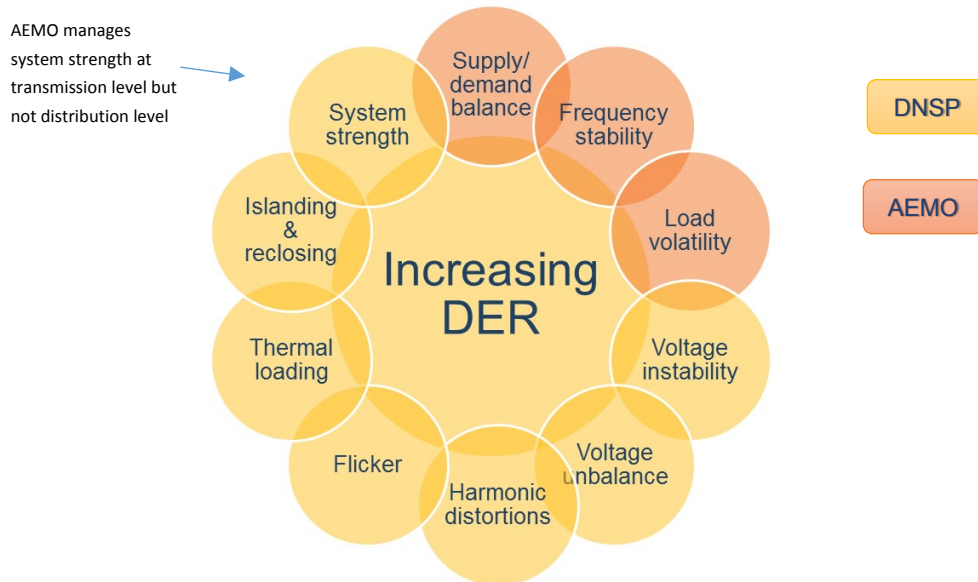 AEMO manages
system strength at
transmission level but
not distribution level
Supply/
demand
balance
Frequency
stability
Load
volatility
Voltage
instability
Voltage
unbalance
Harmonic
distortions
Flicker
Thermal
loading
Islanding
&
reclosing
System
strength
Increasing
DER
DNSP
AEMO